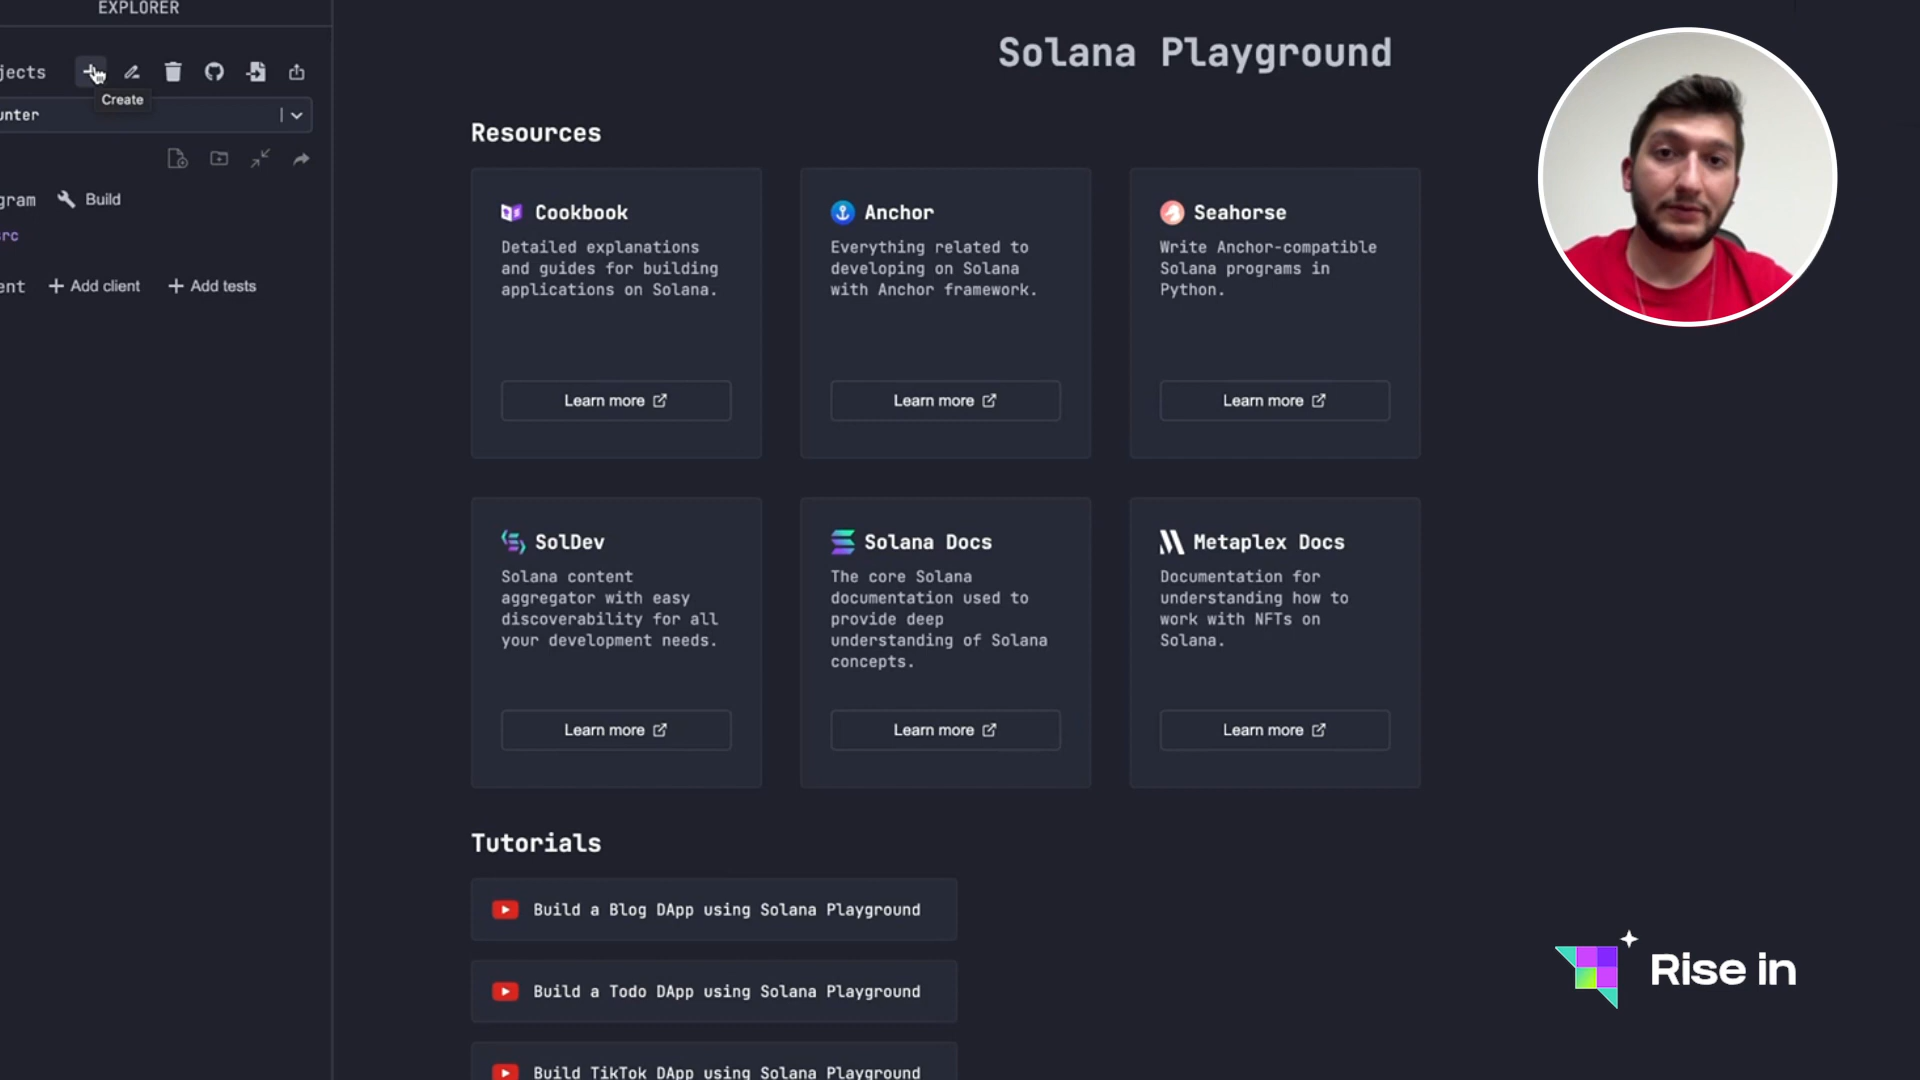 EXPLORER
jects
Create
unter
gram Build
src
ent + Add client + Add tests
Solana Playground
Resources
Cookbook
Detailed explanations
and guides for building
applications on Solana.
Learn more
Anchor
Everything related to
developing on Solana
with Anchor framework.
Learn more
Seahorse
Write Anchor-compatible
Solana programs in
Python.
Learn more
SolDev
Solana content
aggregator with easy
discoverability for all
your development needs.
Learn more
Solana Docs
The core Solana
documentation used to
provide deep
understanding of Solana
concepts.
Learn more
Metaplex Docs
Documentation for
understanding how to
work with NFTs on
Solana.
Learn more
Tutorials
Build a Blog DApp using Solana Playground
Build a Todo DApp using Solana Playground
Build TikTok DApp using Solana Playground
Rise in